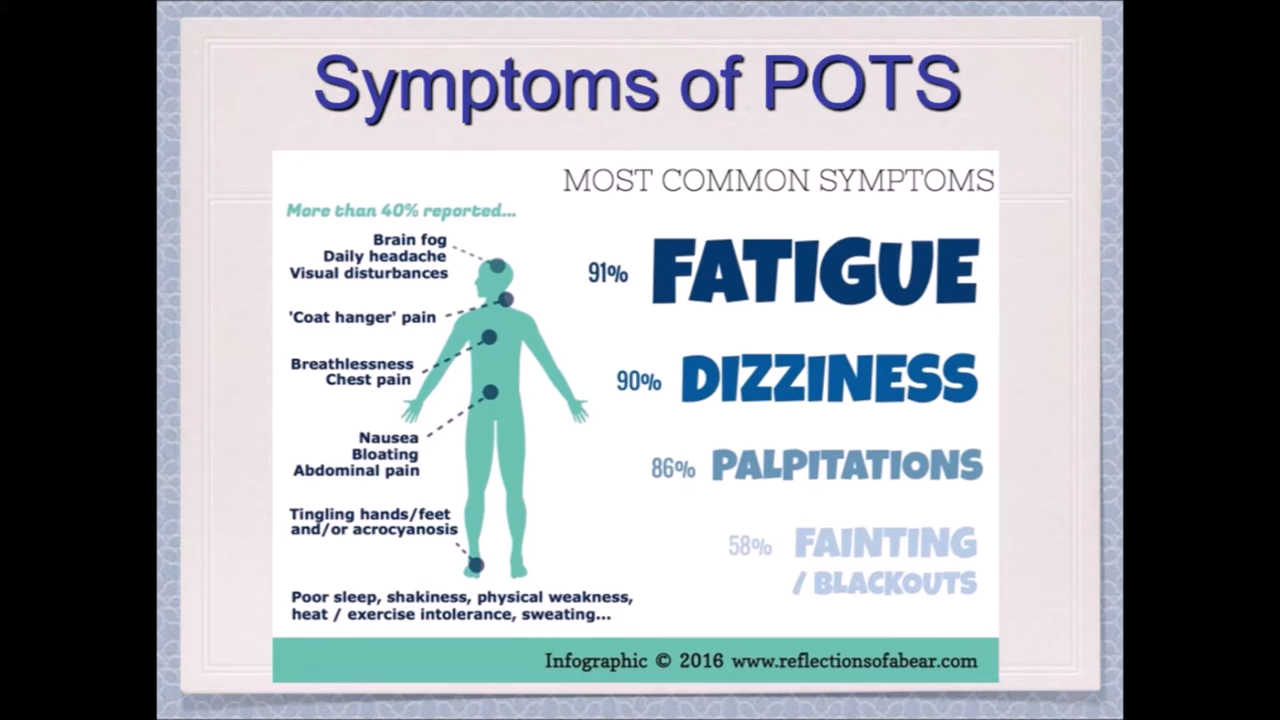 Symptoms of POTS
MOST COMMON SYMPTOMS
More than 40% reported...
Brain fog
Daily headache
Visual disturbances
'Coat hanger' pain
Breathlessness
Chest pain
Nausea
Bloating
Abdominal pain
Tingling hands/feet
and/or acrocyanosis
Poor sleep, shakiness, physical weakness,
heat / exercise intolerance, sweating...
91% FATIGUE
90% DIZZINESS
86% PALPITATIONS
58% FAINTING
/ BLACKOUTS
Infographic © 2016 www.reflectionsofabear.com